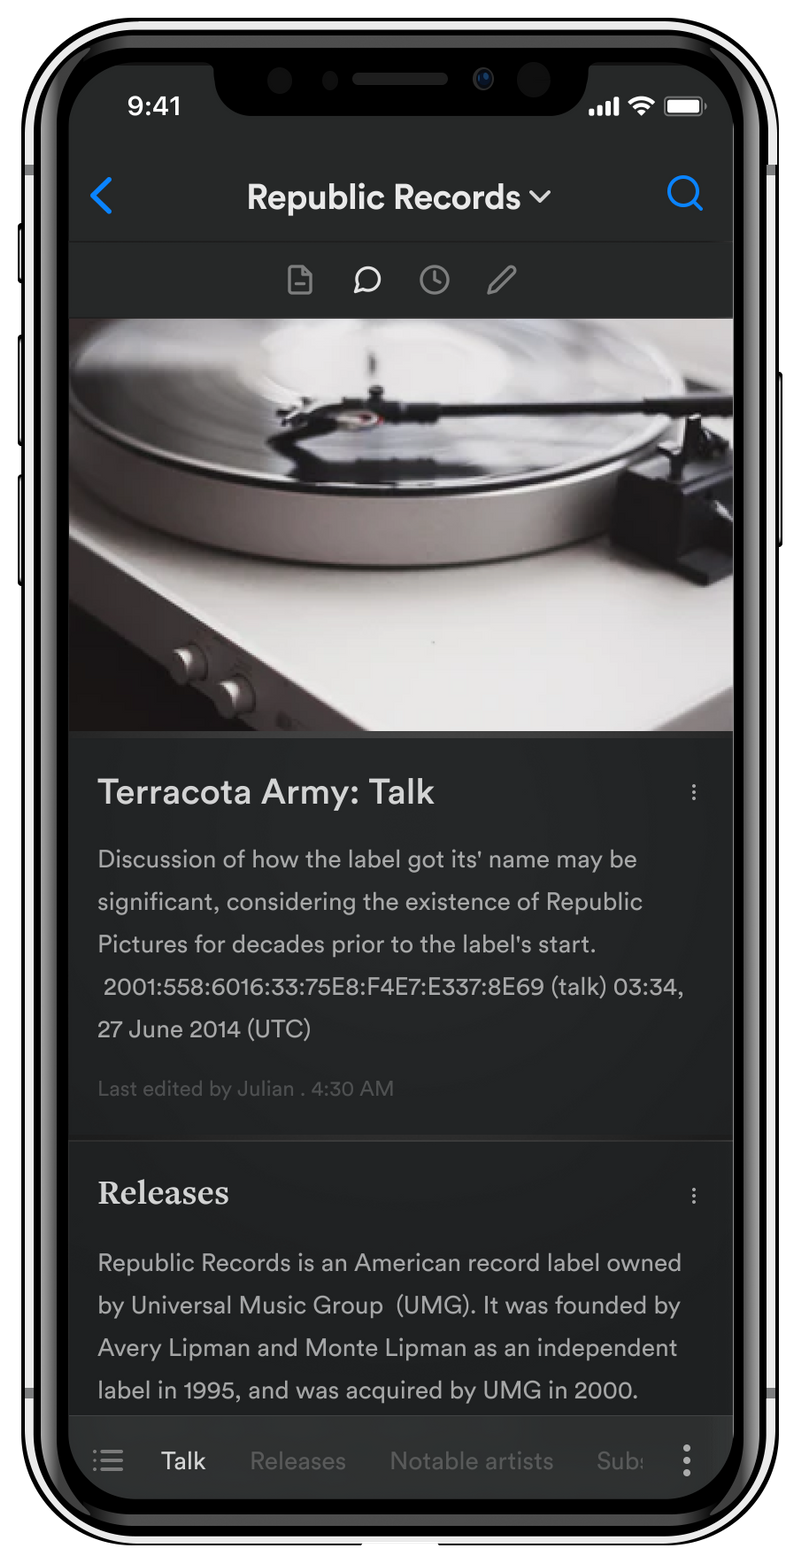 9:41
Republic Records
Terracota Army: Talk
Discussion of how the label got its' name may be
significant, considering the existence of Republic
Pictures for decades prior to the label's start.
2001:558:6016:33:75E8:F4E7:E337:8E69 (talk) 03:34,
27 June 2014 (UTC)
Last edited by Julian . 4:30 AM
Releases
Republic Records is an American record label owned
by Universal Music Group (UMG). It was founded by
Avery Lipman and Monte Lipman as an independent
label in 1995, and was acquired by UMG in 2000.
Talk Releases Notable artists Subs